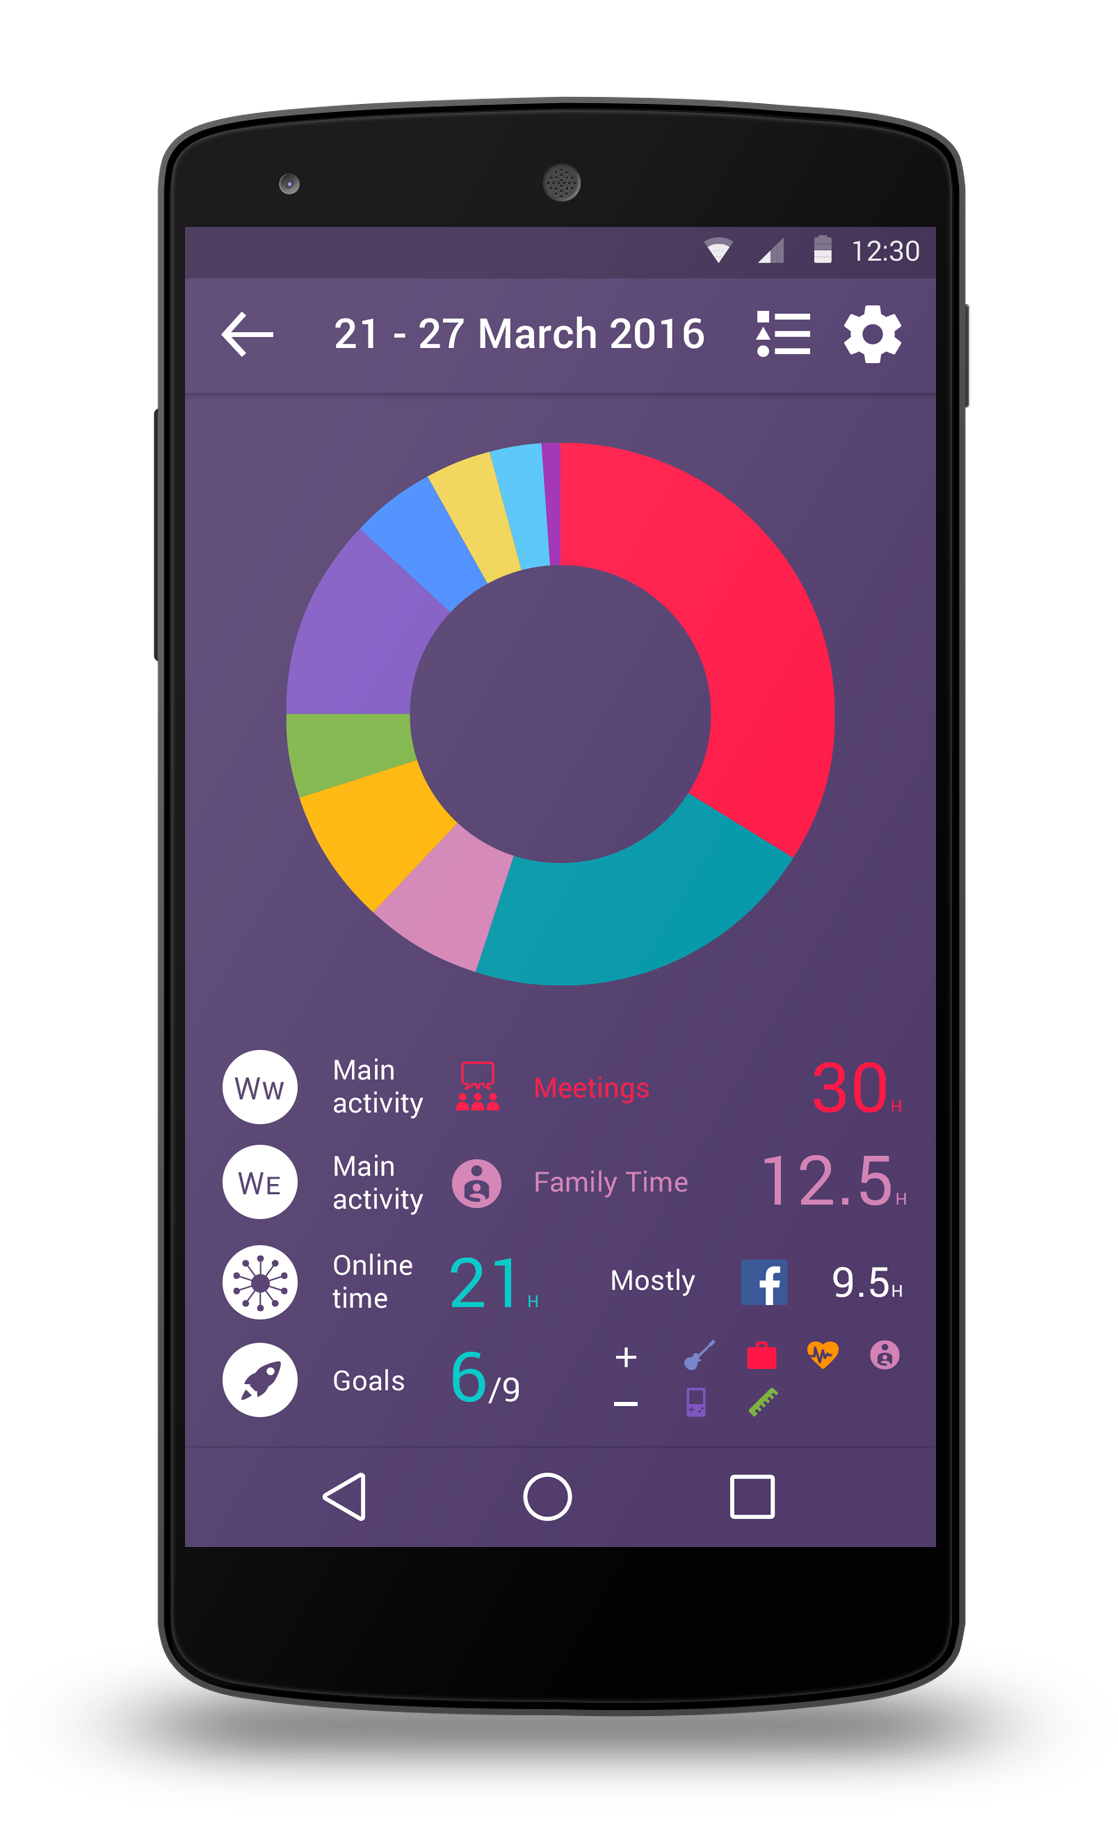 12:30
21 - 27 March 2016
Ww
Main
activity
Meetings
30H
WE
Main
activity
Family Time
12.5H
Online
time
21H
Mostly
f
9.5H
Goals
6/9
+
−